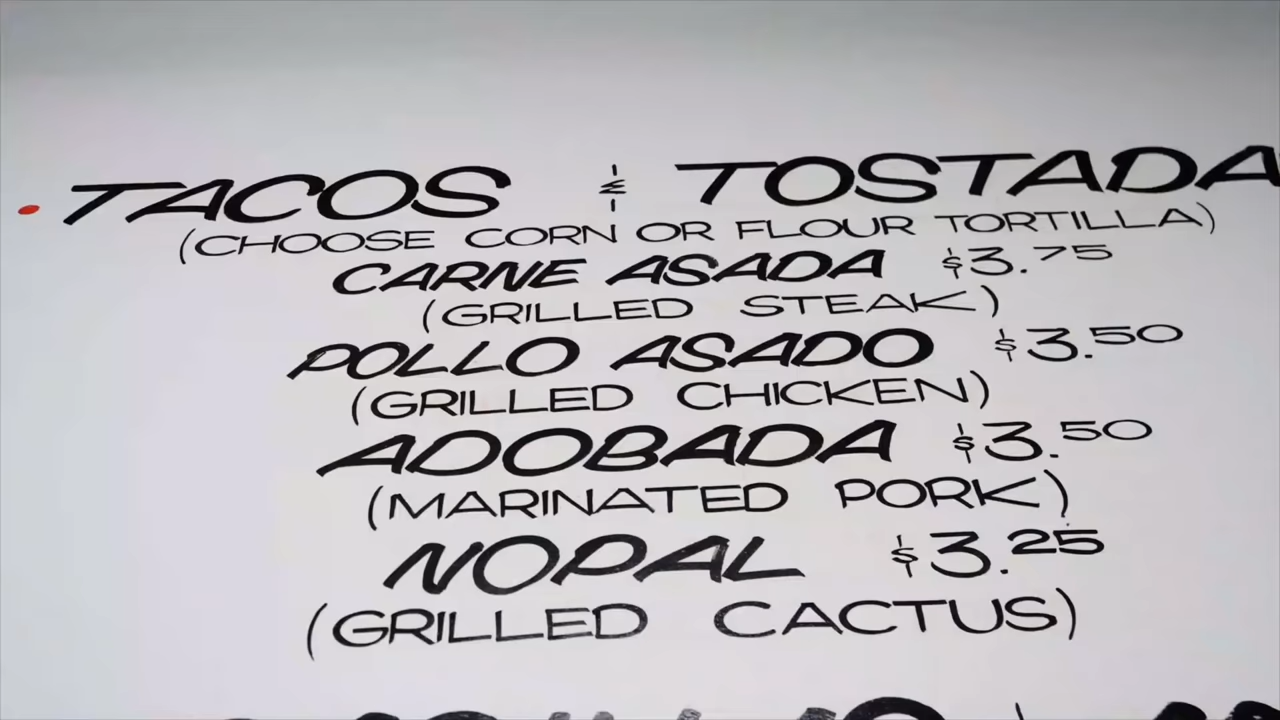 TACOS & TOSTADA
(CHOOSE CORN OR FLOUR TORTILLA)
CARNE ASADA $3.75
(GRILLED STEAK)
POLLO ASADO $3.50
(GRILLED CHICKEN)
ADOBADA $3.50
(MARINATED PORK)
NOPAL $3.25
(GRILLED CACTUS)